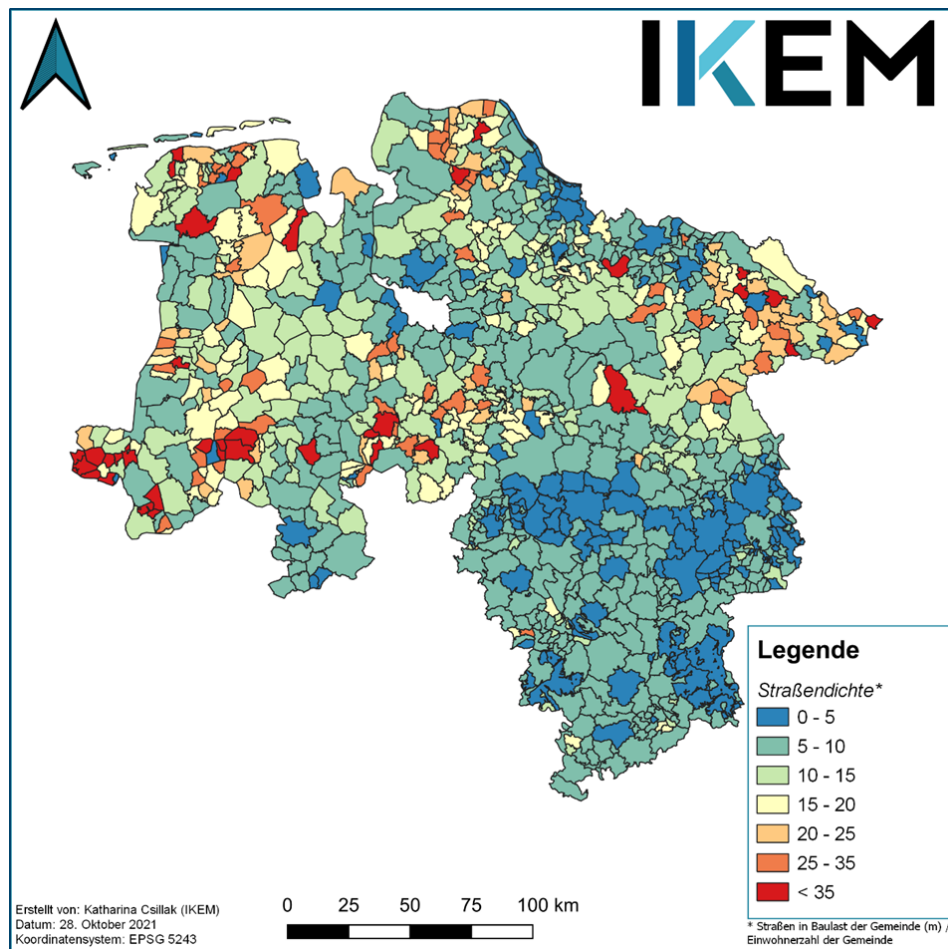 IKEM
Legende
Straßendichte*
0 - 5
5 - 10
10 - 15
15 - 20
20 - 25
25 - 35
< 35
0 25 50 75 100 km
Erstellt von: Katharina Csillak (IKEM)
Datum: 28. Oktober 2021
Koordinatensystem: EPSG 5243
* Straßen in Baulast der Gemeinde (m) /
Einwohnerzahl der Gemeinde